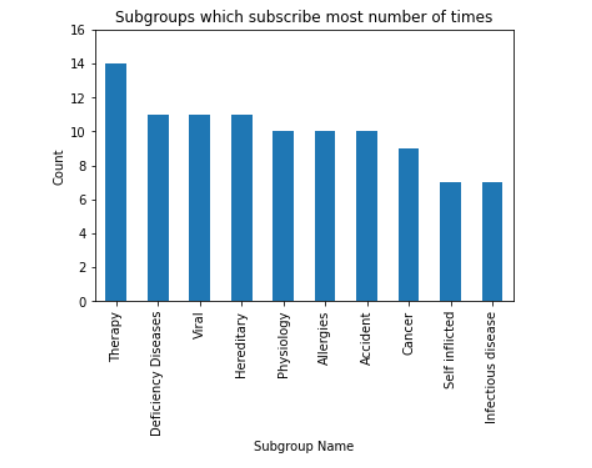 Subgroups which subscribe most number of times
16
14
12
10
8
6
4
2
0
Count
Therapy
Deficiency Diseases
Viral
Hereditary
Physiology
Allergies
Accident
Cancer
Self inflicted
Infectious disease
Subgroup Name